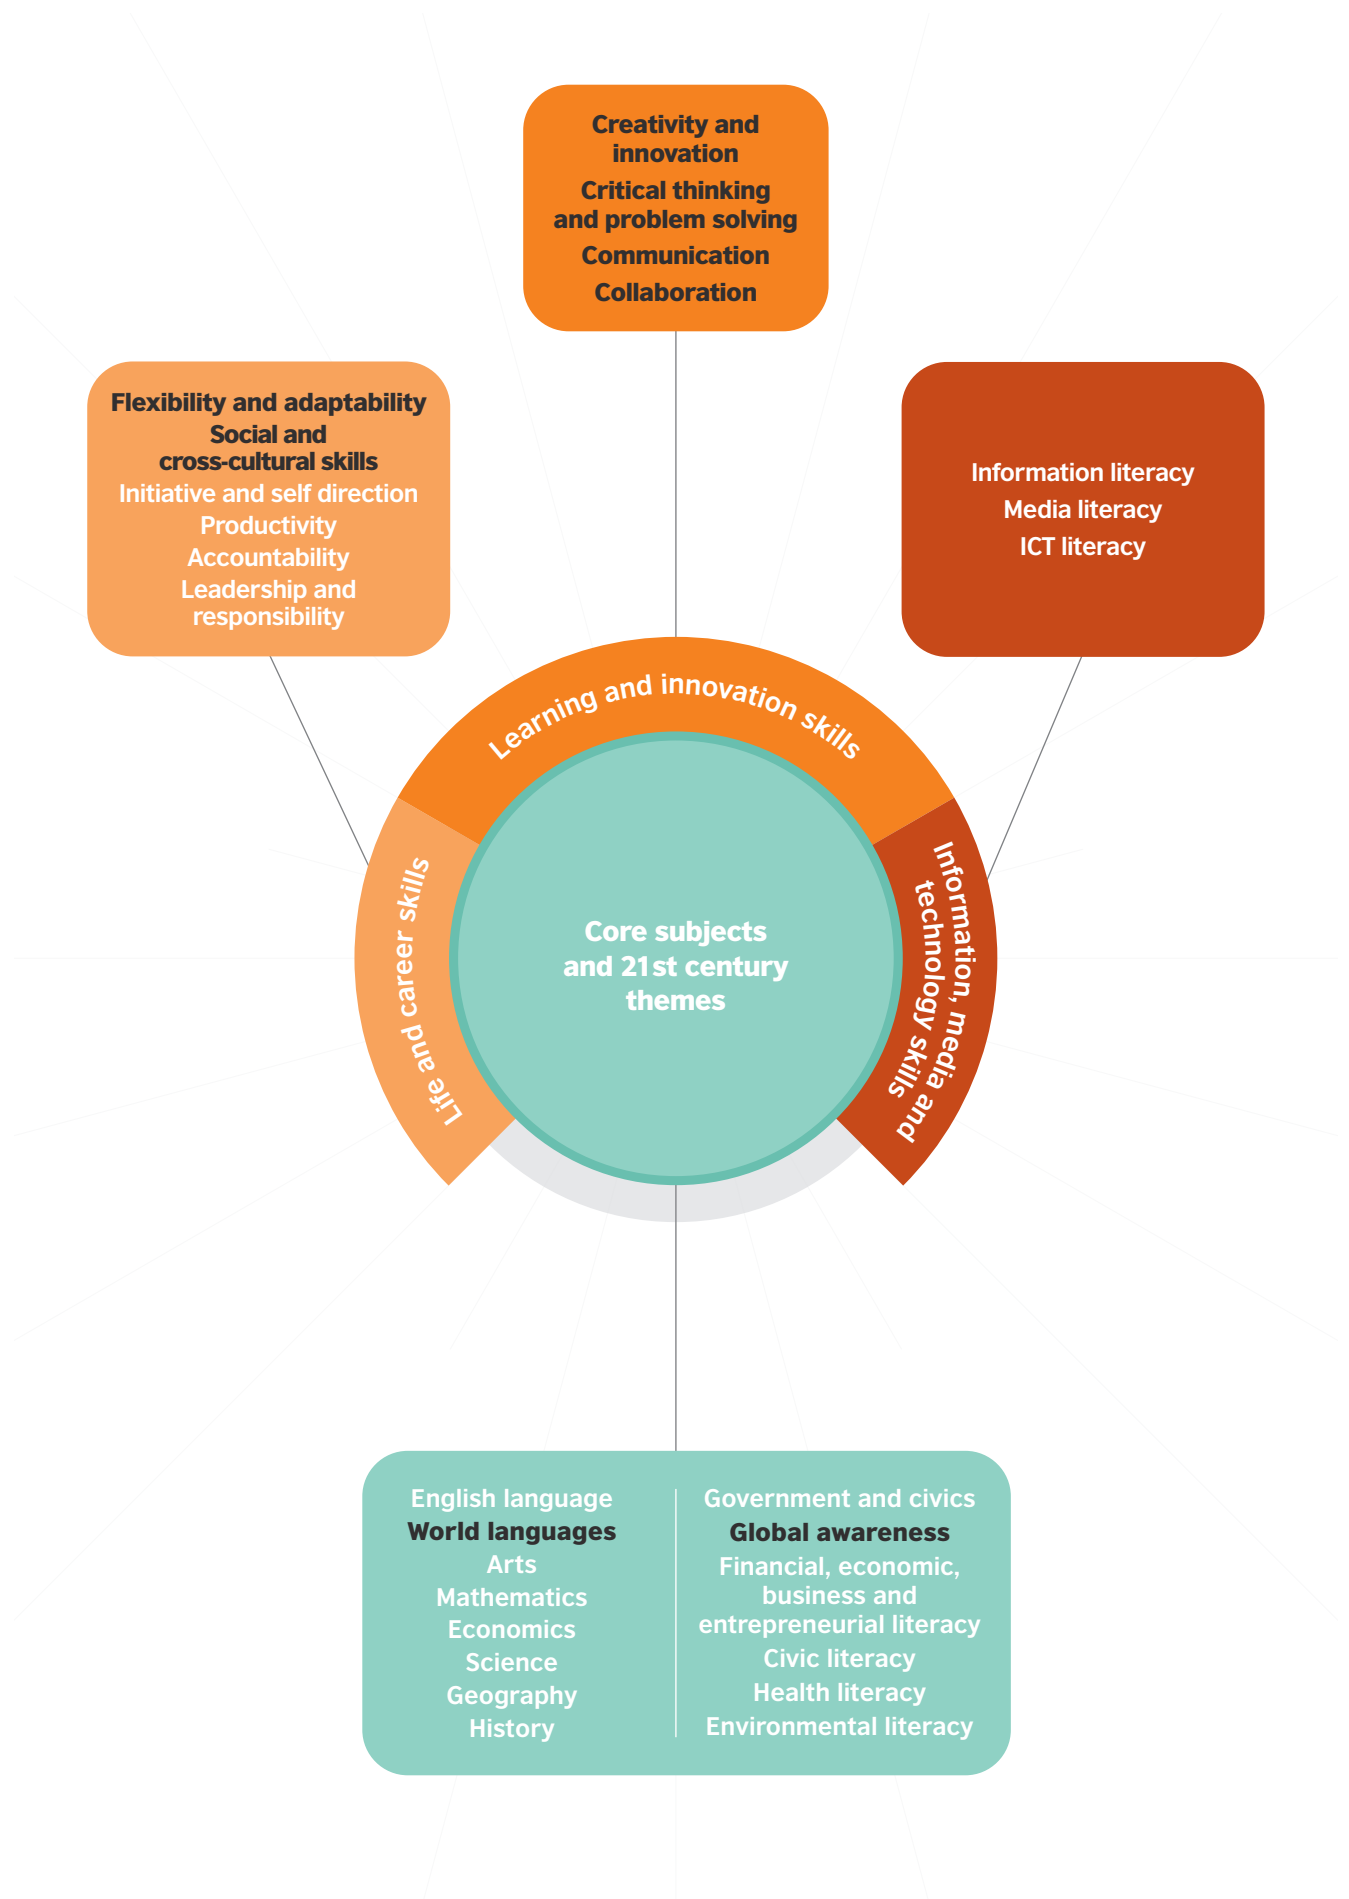 Creativity and
innovation
Critical thinking
and problem solving
Communication
Collaboration
Flexibility and adaptability
Social and
cross-cultural skills
Initiative and self direction
Productivity
Accountability
Leadership and
responsibility
Information literacy
Media literacy
ICT literacy
Learning and innovation skills
Life and career skills
Information, media and
technology skills
Core subjects
and 21st century
themes
English language
World languages
Arts
Mathematics
Economics
Science
Geography
History
Government and civics
Global awareness
Financial, economic,
business and
entrepreneurial literacy
Civic literacy
Health literacy
Environmental literacy